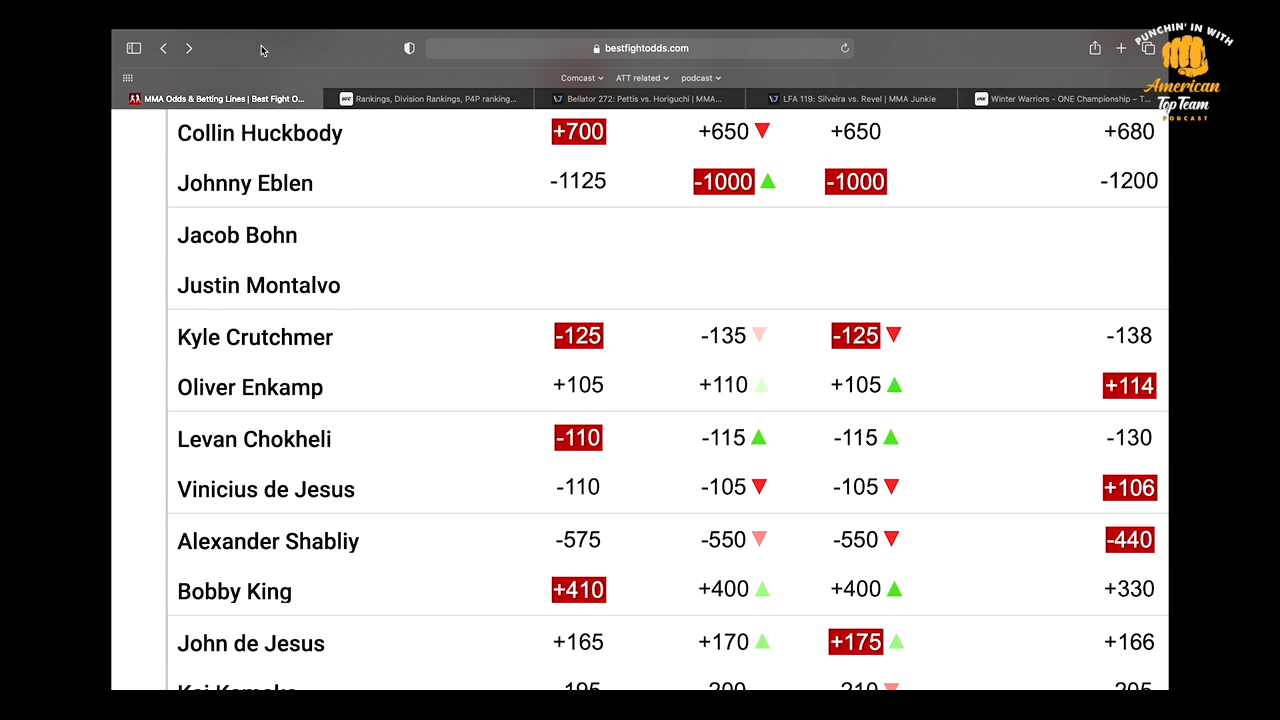 PUNCHIN' IN WITH
American
Top Team
PODCAST
bestfightodds.com
Comcast ATT related podcast
MMA Odds & Betting Lines | Best Fight O...
Rankings, Division Rankings, P4P ranking...
Bellator 272: Pettis vs. Horiguchi | MMA...
LFA 119: Silveira vs. Revel | MMA Junkie
Winter Warriors - ONE Championship – T...
Collin Huckbody +700 +650 +650 +680
Johnny Eblen -1125 -1000 -1000 -1200
Jacob Bohn
Justin Montalvo
Kyle Crutchmer -125 -135 -125 -138
Oliver Enkamp +105 +110 +105 +114
Levan Chokheli -110 -115 -115 -130
Vinicius de Jesus -110 -105 -105 +106
Alexander Shabliy -575 -550 -550 -440
Bobby King +410 +400 +400 +330
John de Jesus +165 +170 +175 +166